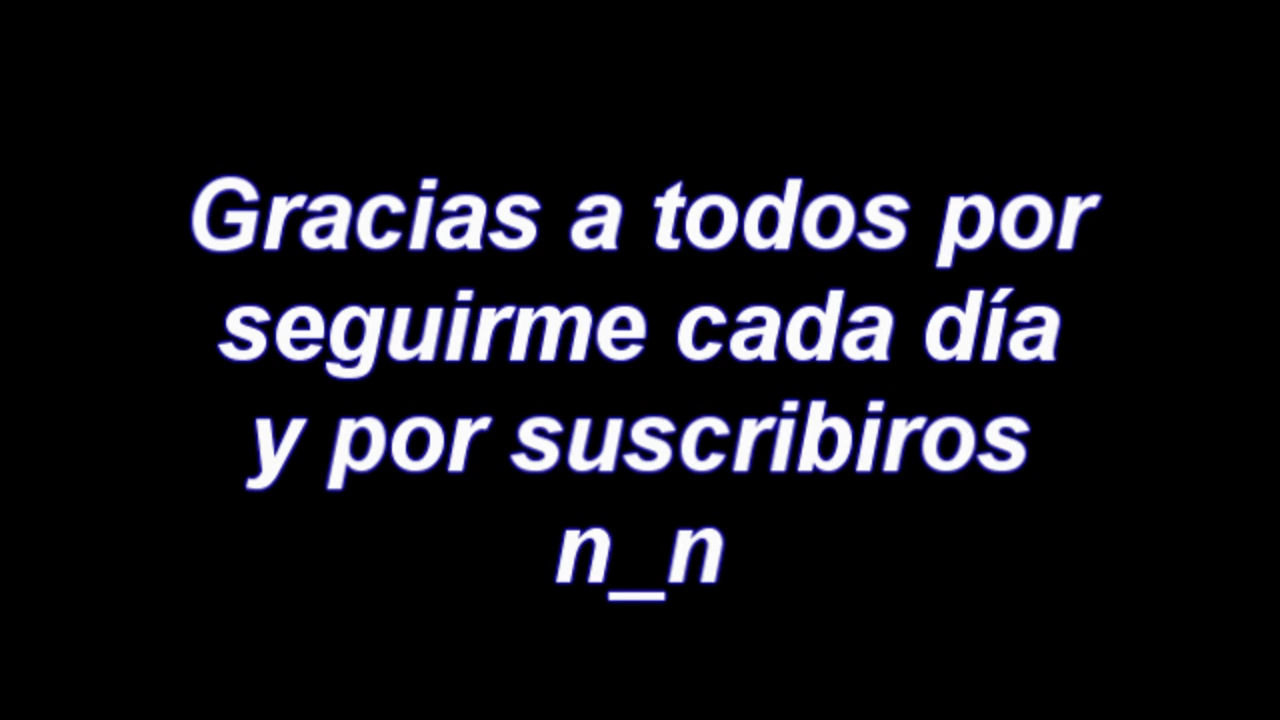 Gracias a todos por
seguirme cada día
y por suscribiros
n_n